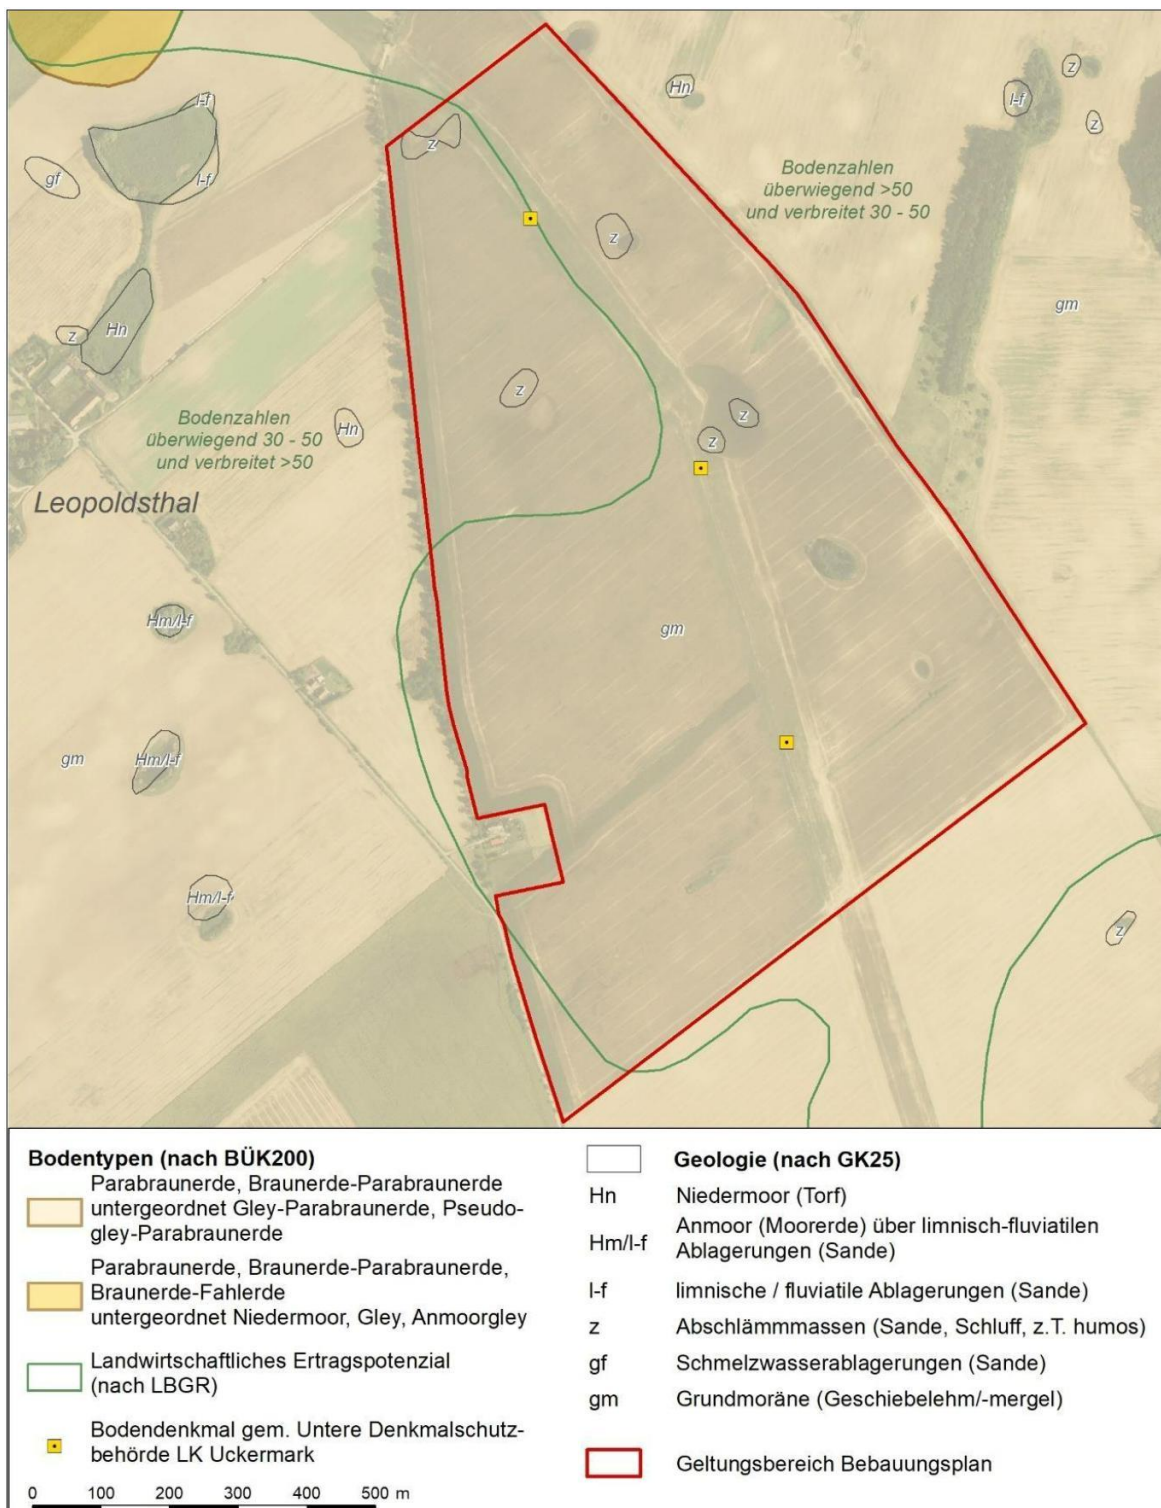 Hn
z
l-f
z
l-f
z
l-f
gf
Bodenzahlen
überwiegend >50
und verbreitet 30 - 50
z
gm
Hn
z
z
z
z
Bodenzahlen
überwiegend 30 - 50
und verbreitet >50
Hn
Leopoldsthal
Hm/l-f
gm
gm
Hm/l-f
Hm/l-f
z
Bodentypen (nach BÜK200)
Parabraunerde, Braunerde-Parabraunerde
untergeordnet Gley-Parabraunerde, Pseudo-
gley-Parabraunerde
Parabraunerde, Braunerde-Parabraunerde,
Braunerde-Fahlerde
untergeordnet Niedermoor, Gley, Anmoorgley
Landwirtschaftliches Ertragspotenzial
(nach LBGR)
Bodendenkmal gem. Untere Denkmalschutz-
behörde LK Uckermark
0 100 200 300 400 500 m
Geologie (nach GK25)
Hn Niedermoor (Torf)
Hm/l-f Anmoor (Moorerde) über limnisch-fluviatilen
Ablagerungen (Sande)
l-f limnische / fluviatile Ablagerungen (Sande)
z Abschlämmmassen (Sande, Schluff, z.T. humos)
gf Schmelzwasserablagerungen (Sande)
gm Grundmoräne (Geschiebelehm/-mergel)
Geltungsbereich Bebauungsplan